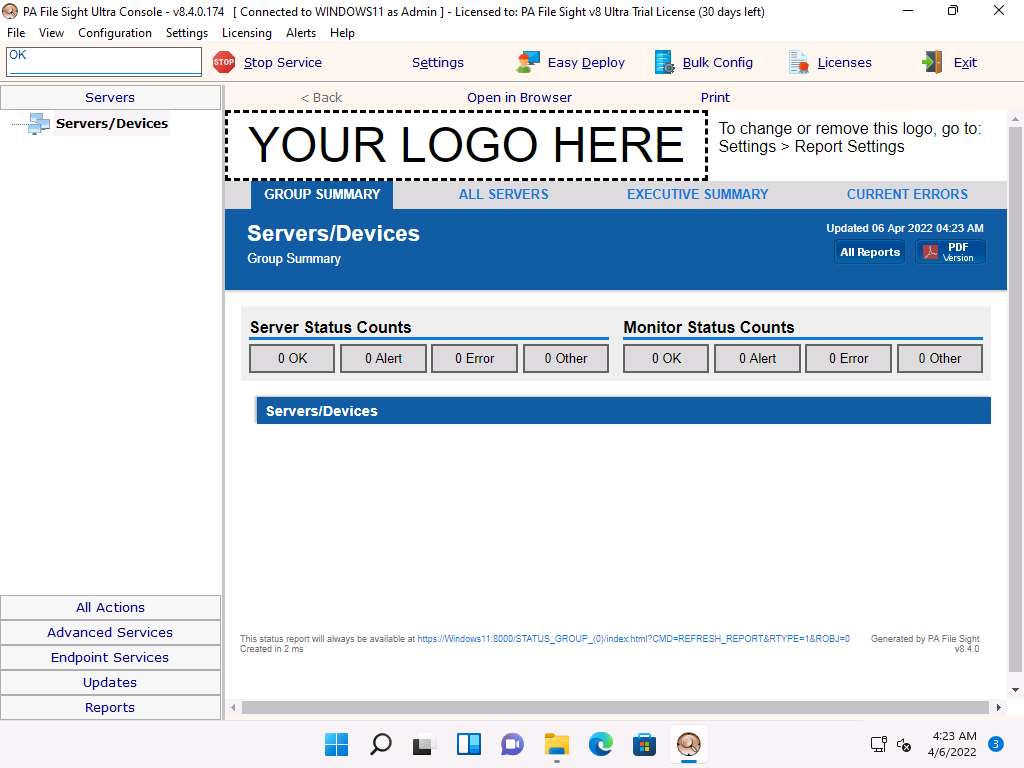 PA File Sight Ultra Console - v8.4.0.174   [ Connected to WINDOWS11 as Admin ] - Licensed to: PA File Sight v8 Ultra Trial License (30 days left)
File View Configuration Settings Licensing Alerts Help
OK
STOP Stop Service Settings Easy Deploy Bulk Config Licenses Exit
Servers
< Back Open in Browser Print
Servers/Devices
YOUR LOGO HERE
To change or remove this logo, go to:
Settings > Report Settings
GROUP SUMMARY ALL SERVERS EXECUTIVE SUMMARY CURRENT ERRORS
Servers/Devices
Group Summary
Updated 06 Apr 2022 04:23 AM
All Reports PDF Version
Server Status Counts Monitor Status Counts
0 OK 0 Alert 0 Error 0 Other 0 OK 0 Alert 0 Error 0 Other
Servers/Devices
All Actions
Advanced Services
Endpoint Services
Updates
Reports
This status report will always be available at https://Windows11:8000/STATUS_GROUP_(0)/index.html?CMD=REFRESH_REPORT&RTYPE=1&ROBJ=0
Created in 2 ms
Generated by PA File Sight
v8.4.0
4:23 AM
4/6/2022
3